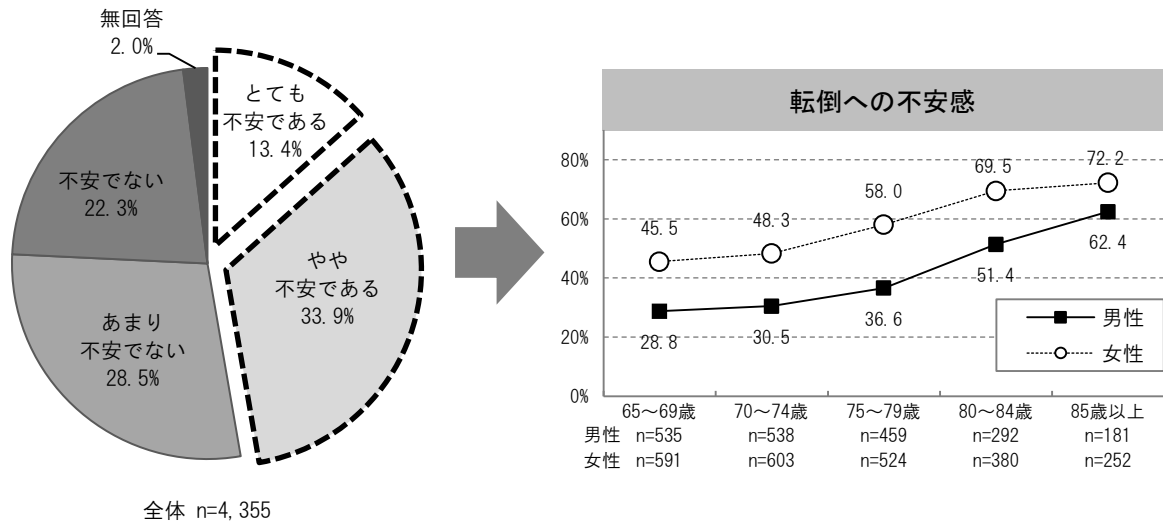 無回答
2.0%
とても
不安である
13.4%
不安でない
22.3%
やや
不安である
33.9%
あまり
不安でない
28.5%
全体 n=4,355
転倒への不安感
80%
60%
40%
20%
0%
45.5
48.3
58.0
69.5
72.2
28.8
30.5
36.6
51.4
62.4
男性
女性
65～69歳 70～74歳 75～79歳 80～84歳 85歳以上
男性 n=535 n=538 n=459 n=292 n=181
女性 n=591 n=603 n=524 n=380 n=252